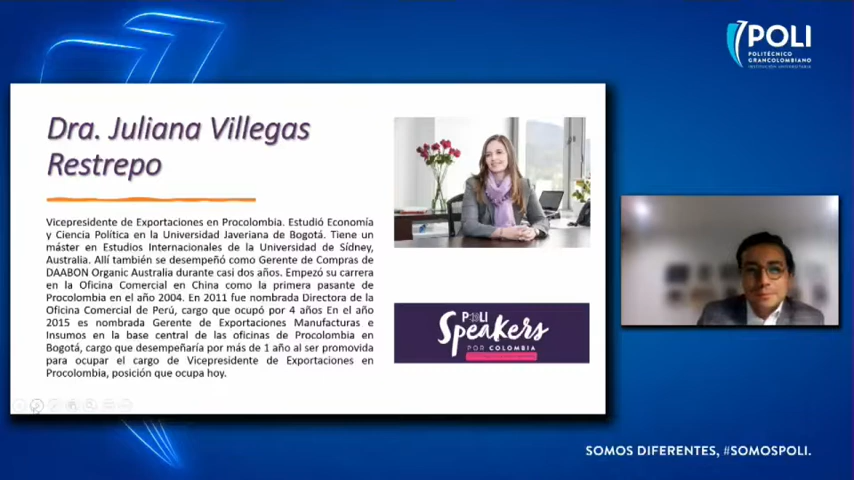 POLI
POLITÉCNICO
GRANCOLOMBIANO
INSTITUCIÓN UNIVERSITARIA
Dra. Juliana Villegas
Restrepo
Vicepresidente de Exportaciones en Procolombia. Estudió Economía
y Ciencia Política en la Universidad Javeriana de Bogotá. Tiene un
máster en Estudios Internacionales de la Universidad de Sídney,
Australia. Allí también se desempeñó como Gerente de Compras de
DAABON Organic Australia durante casi dos años. Empezó su carrera
en la Oficina Comercial en China como la primera pasante de
Procolombia en el año 2004. En 2011 fue nombrada Directora de la
Oficina Comercial de Perú, cargo que ocupó por 4 años En el año
2015 es nombrada Gerente de Exportaciones Manufacturas e
Insumos en la base central de las oficinas de Procolombia en
Bogotá, cargo que desempeñaría por más de 1 año al ser promovida
para ocupar el cargo de Vicepresidente de Exportaciones en
Procolombia, posición que ocupa hoy.
POLI
Speakers
POR COLOMBIA
SOMOS DIFERENTES, #SOMOSPOLI.